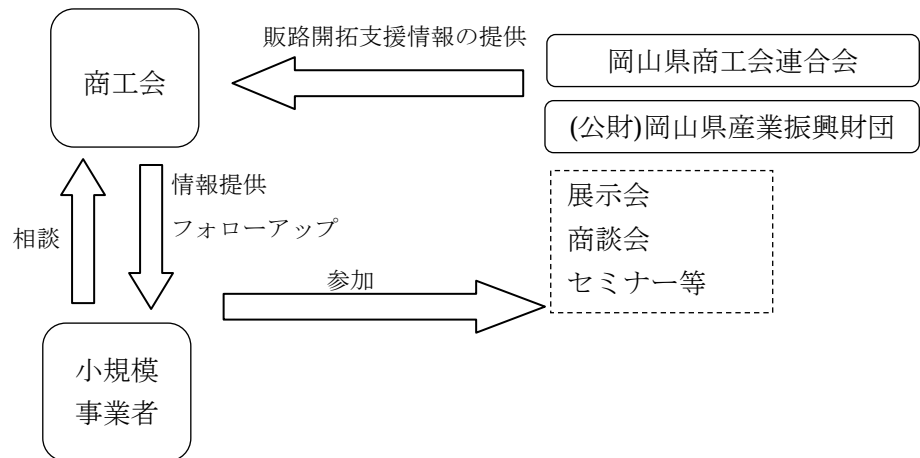 販路開拓支援情報の提供
商工会
岡山県商工会連合会
(公財)岡山県産業振興財団
情報提供
フォローアップ
相談
展示会
商談会
セミナー等
参加
小規模
事業者